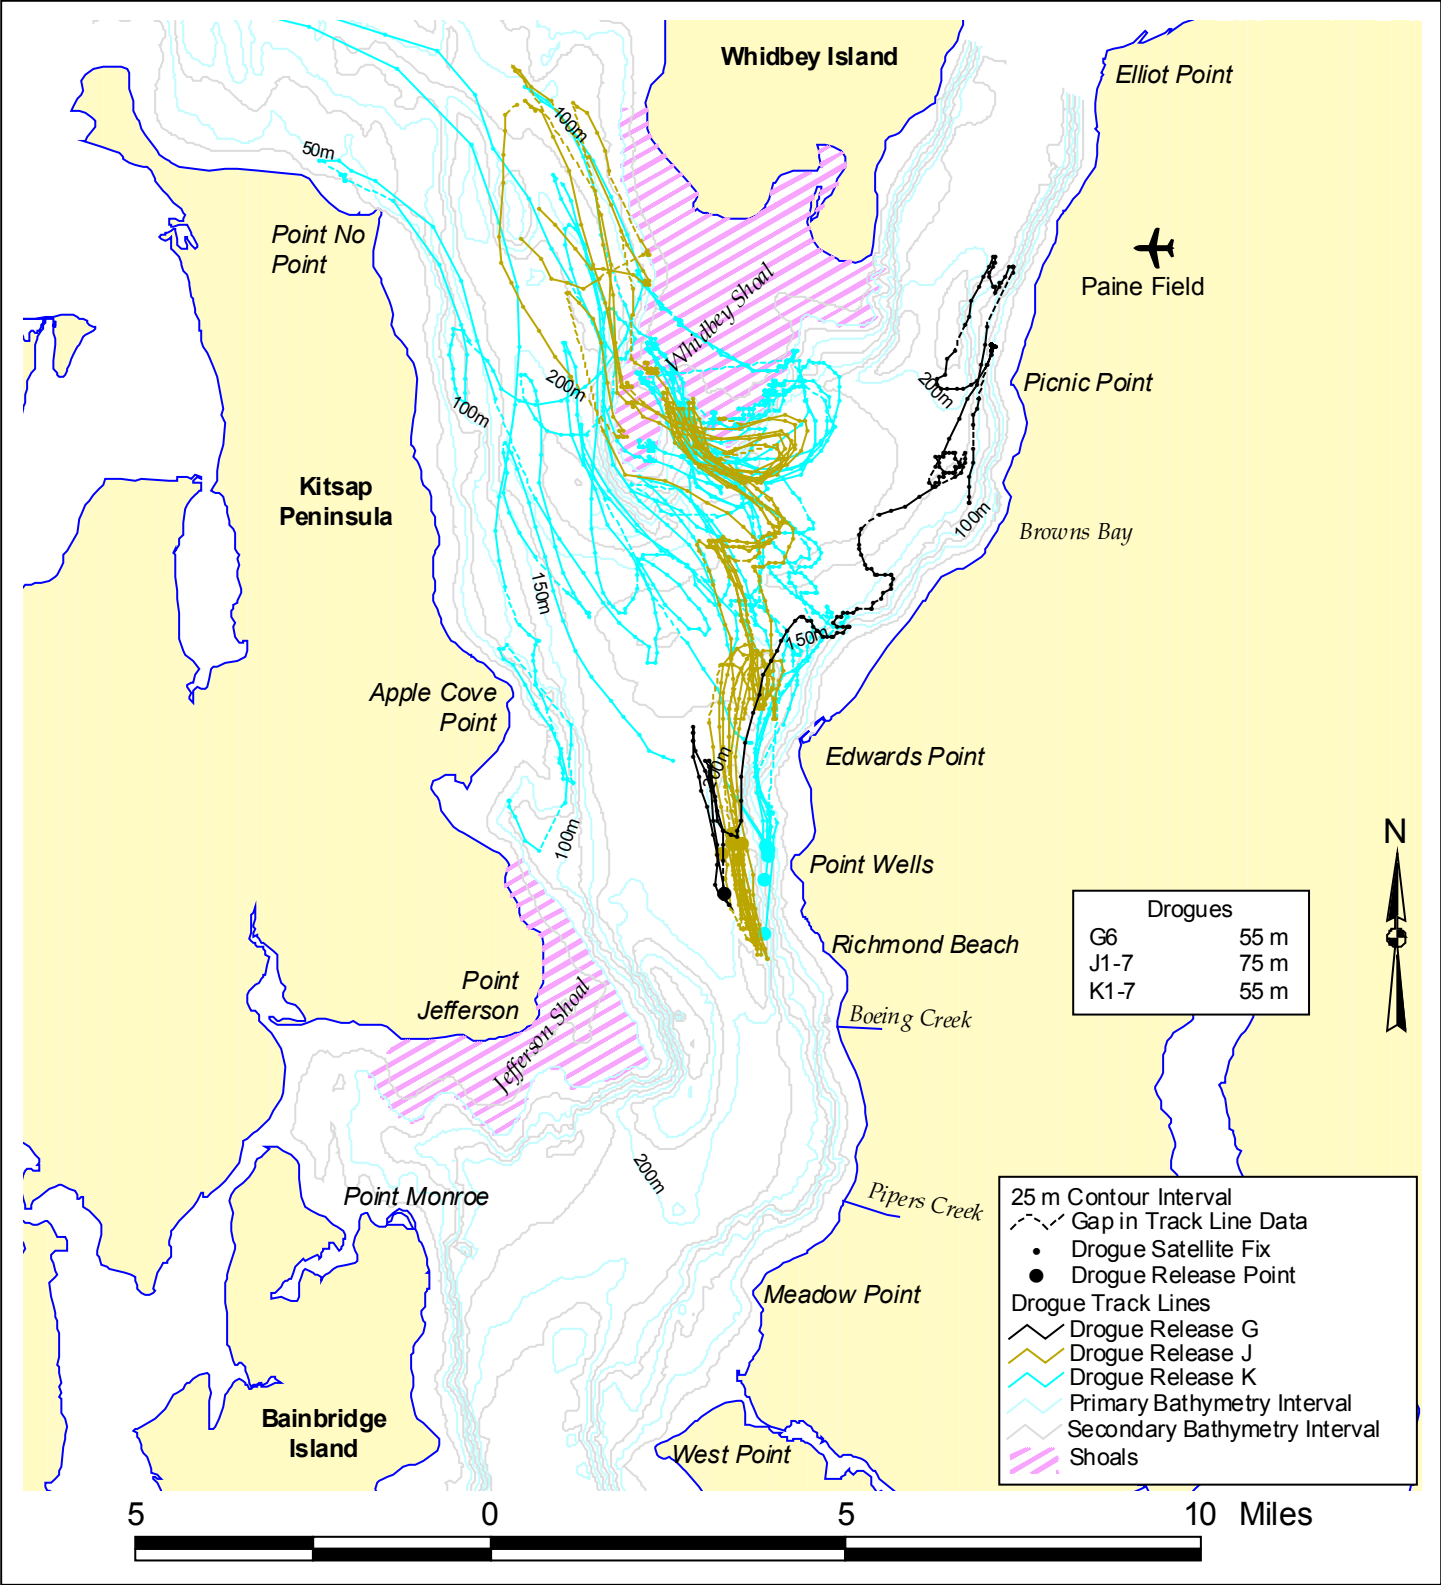 Whidbey Island
Elliot Point
100m
50m
Point No
Point
Whidbey Shoal
Paine Field
200m
200m
Picnic Point
100m
Kitsap
Peninsula
100m
Browns Bay
150m
150m
Apple Cove
Point
Edwards Point
200m
100m
Point Wells
N
Richmond Beach
Drogues
G6 55 m
J1-7 75 m
K1-7 55 m
Point
Jefferson
Jefferson Shoal
Boeing Creek
200m
Point Monroe
Pipers Creek
Meadow Point
25 m Contour Interval
Gap in Track Line Data
Drogue Satellite Fix
Drogue Release Point
Drogue Track Lines
Drogue Release G
Drogue Release J
Drogue Release K
Primary Bathymetry Interval
Secondary Bathymetry Interval
Shoals
Bainbridge
Island
West Point
5 0 5 10 Miles